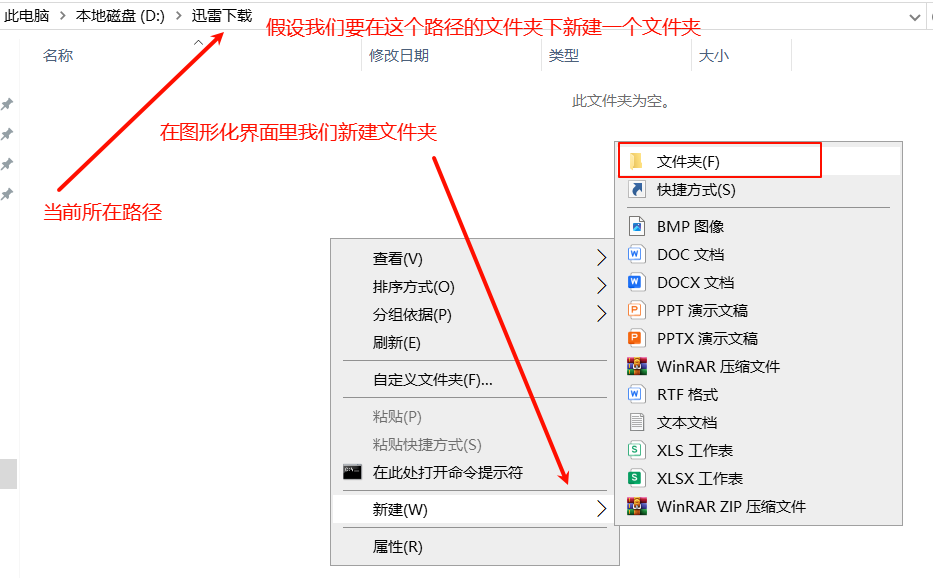 此电脑 > 本地磁盘 (D:) > 迅雷下载
假设我们要在这个路径的文件夹下新建一个文件夹
名称 修改日期 类型 大小
此文件夹为空。
在图形化界面里我们新建文件夹
当前所在路径
查看(V)
排序方式(O)
分组依据(P)
刷新(E)
自定义文件夹(F)...
粘贴(P)
粘贴快捷方式(S)
在此处打开命令提示符
新建(W)
属性(R)
文件夹(F)
快捷方式(S)
BMP 图像
DOC 文档
DOCX 文档
PPT 演示文稿
PPTX 演示文稿
WinRAR 压缩文件
RTF 格式
文本文档
XLS 工作表
XLSX 工作表
WinRAR ZIP 压缩文件